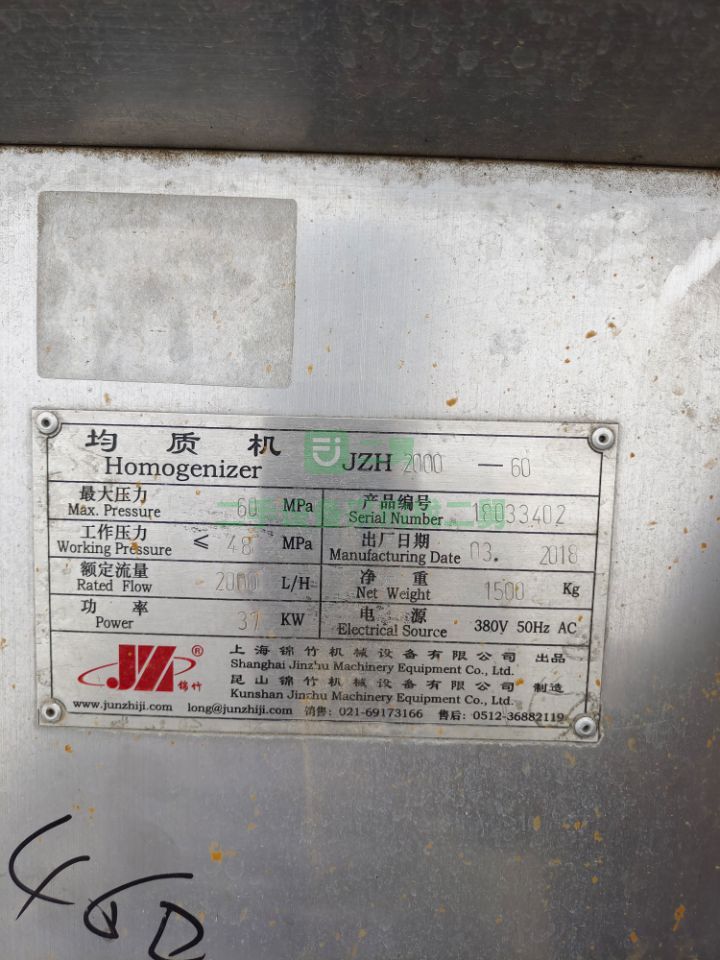 均 质 机
Homogenizer
JZH 2000 — 60
最大压力
Max. Pressure
60 MPa
产品编号
Serial Number
18033402
工作压力
Working Pressure
≤ 48 MPa
出厂日期
Manufacturing Date
03. 2018
额定流量
Rated Flow
2000 L/H
净 重
Net Weight
1500 Kg
功 率
Power
37 KW
电 源
Electrical Source
380V 50Hz AC
JZ ®
锦竹
上海锦竹机械设备有限公司 出品
Shanghai Jinzhu Machinery Equipment Co., Ltd.
昆山锦竹机械设备有限公司 制造
Kunshan Jinzhu Machinery Equipment Co., Ltd.
www.junzhiji.com long@junzhiji.com 销售: 021-69173166 售后: 0512-36882119